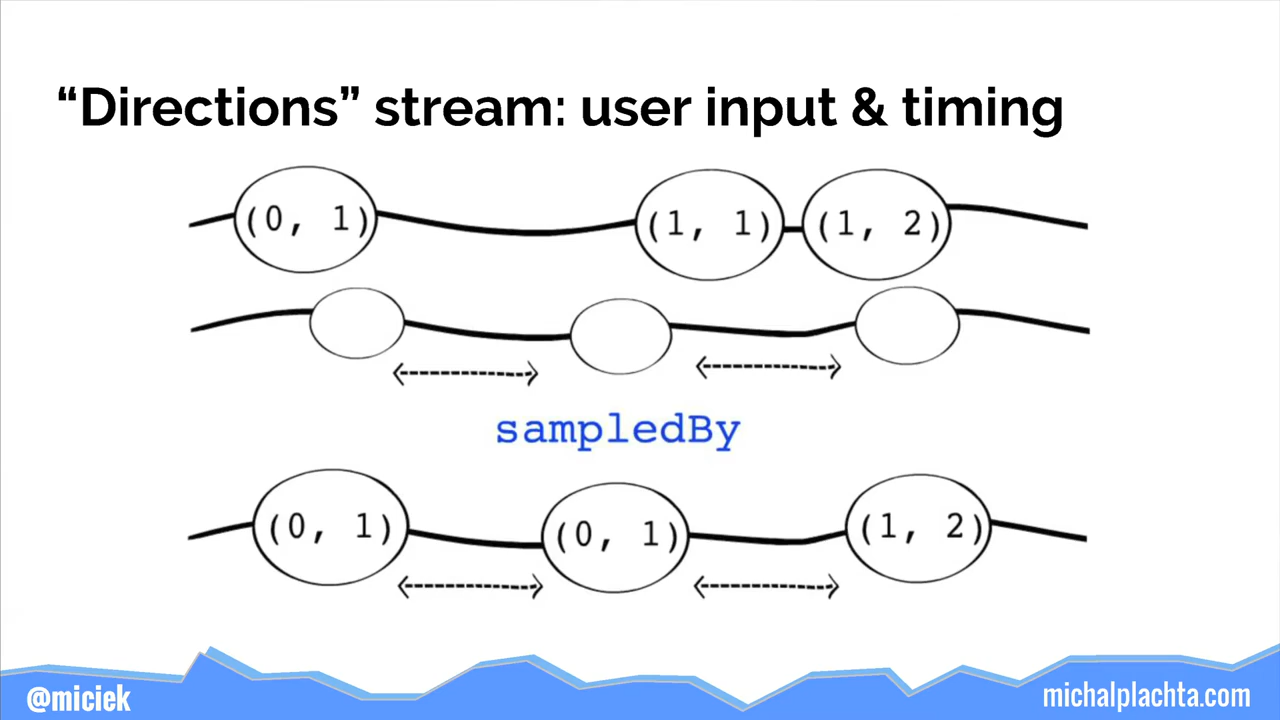 “Directions” stream: user input & timing
(0, 1) (1, 1) (1, 2)
sampledBy
(0, 1) (0, 1) (1, 2)
@miciek michalplachta.com